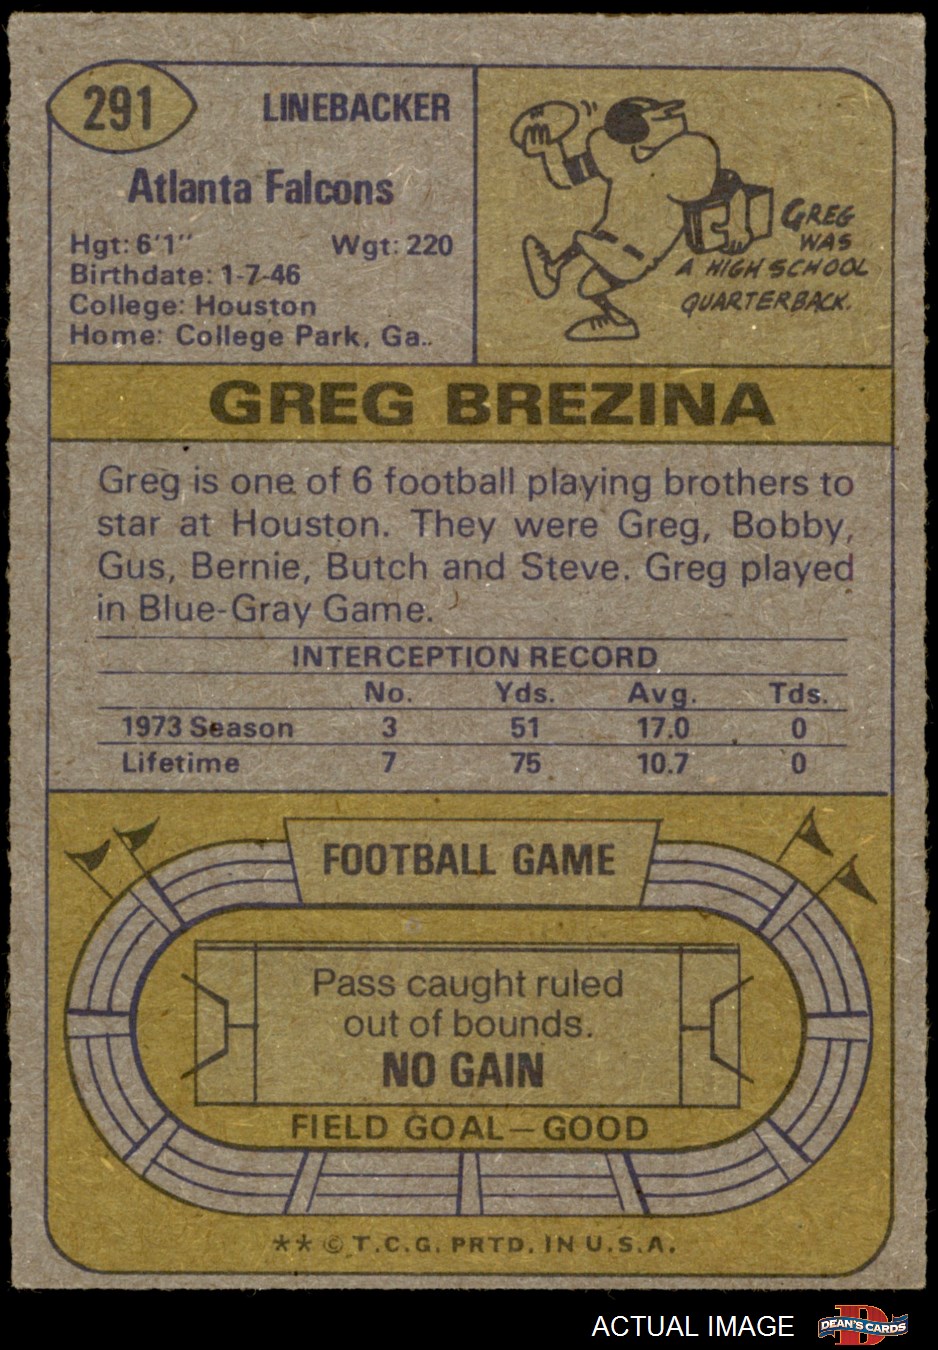 291
LINEBACKER
Atlanta Falcons
Hgt: 6'1" Wgt: 220
Birthdate: 1-7-46
College: Houston
Home: College Park, Ga..
GREG
WAS
A HIGH SCHOOL
QUARTERBACK.
GREG BREZINA
Greg is one of 6 football playing brothers to
star at Houston. They were Greg, Bobby,
Gus, Bernie, Butch and Steve. Greg played
in Blue-Gray Game.
INTERCEPTION RECORD
No. Yds. Avg. Tds.
1973 Season 3 51 17.0 0
Lifetime 7 75 10.7 0
FOOTBALL GAME
Pass caught ruled
out of bounds.
NO GAIN
FIELD GOAL—GOOD
** © T.C.G. PRTD. IN U.S.A.
ACTUAL IMAGE
DEAN'S CARDS